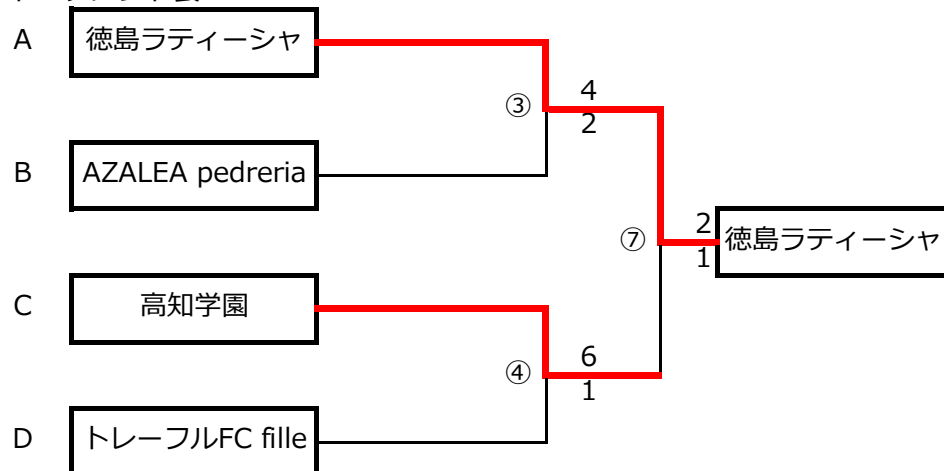 A 徳島ラティーシャ
③ 4
2
B AZALEA pedreria
⑦ 2 徳島ラティーシャ
1
C 高知学園
④ 6
1
D トレーフルFC fille